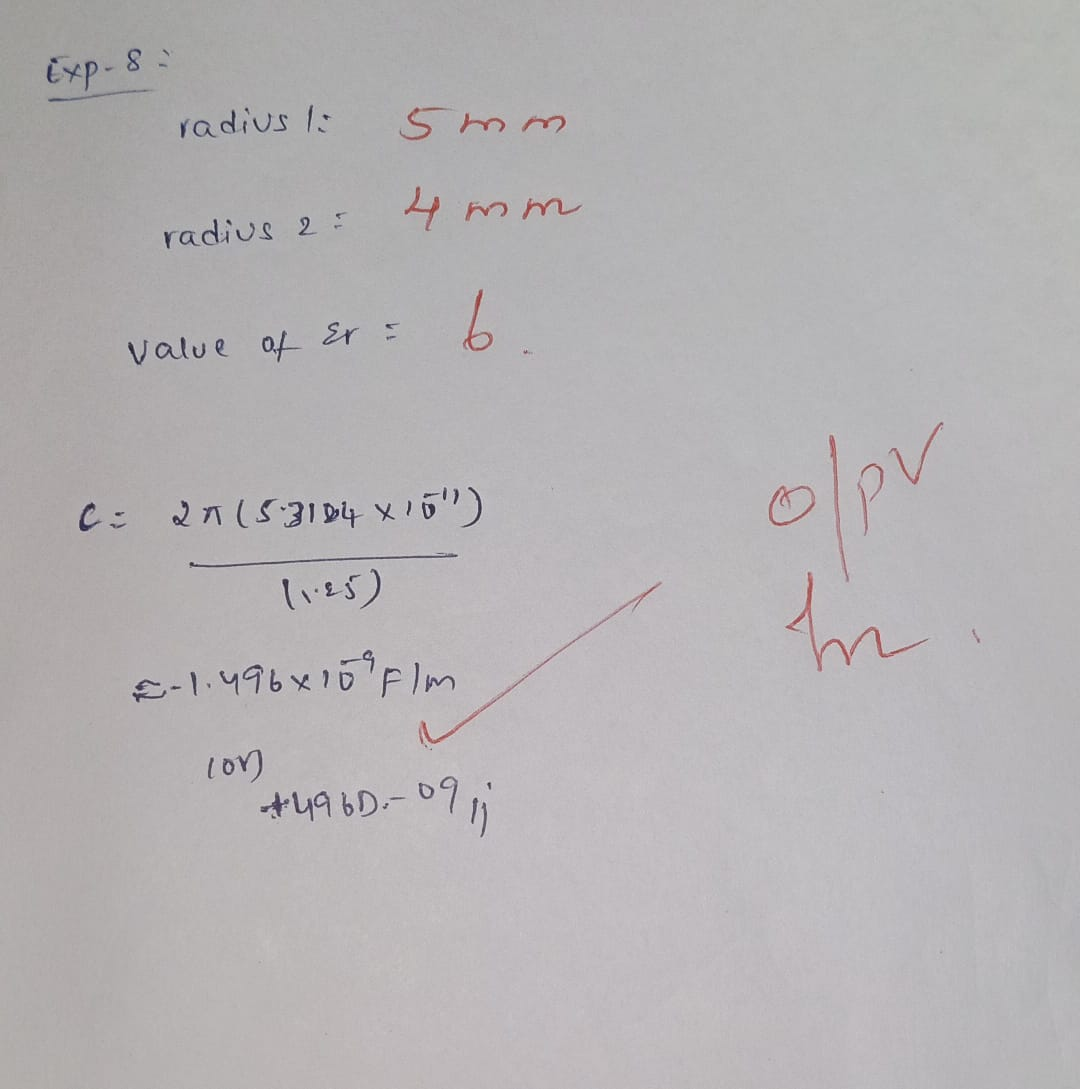 Exp-8:
radius 1: 5mm
radius 2: 4mm
value of εr = 6.
C = 2π (5.3124 x 10⁻¹¹)
(1.25)
-1.496 x 10⁻⁹ F/m
(or)
496D.-09
o/p